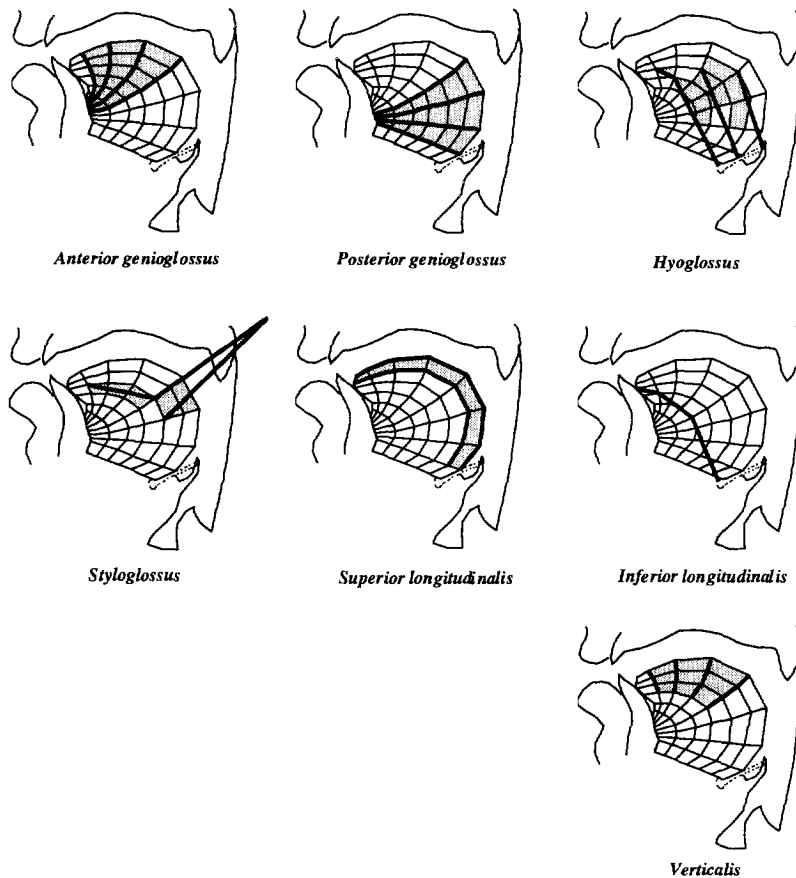 Anterior genioglossus
Posterior genioglossus
Hyoglossus
Styloglossus
Superior longitudinalis
Inferior longitudinalis
Verticalis